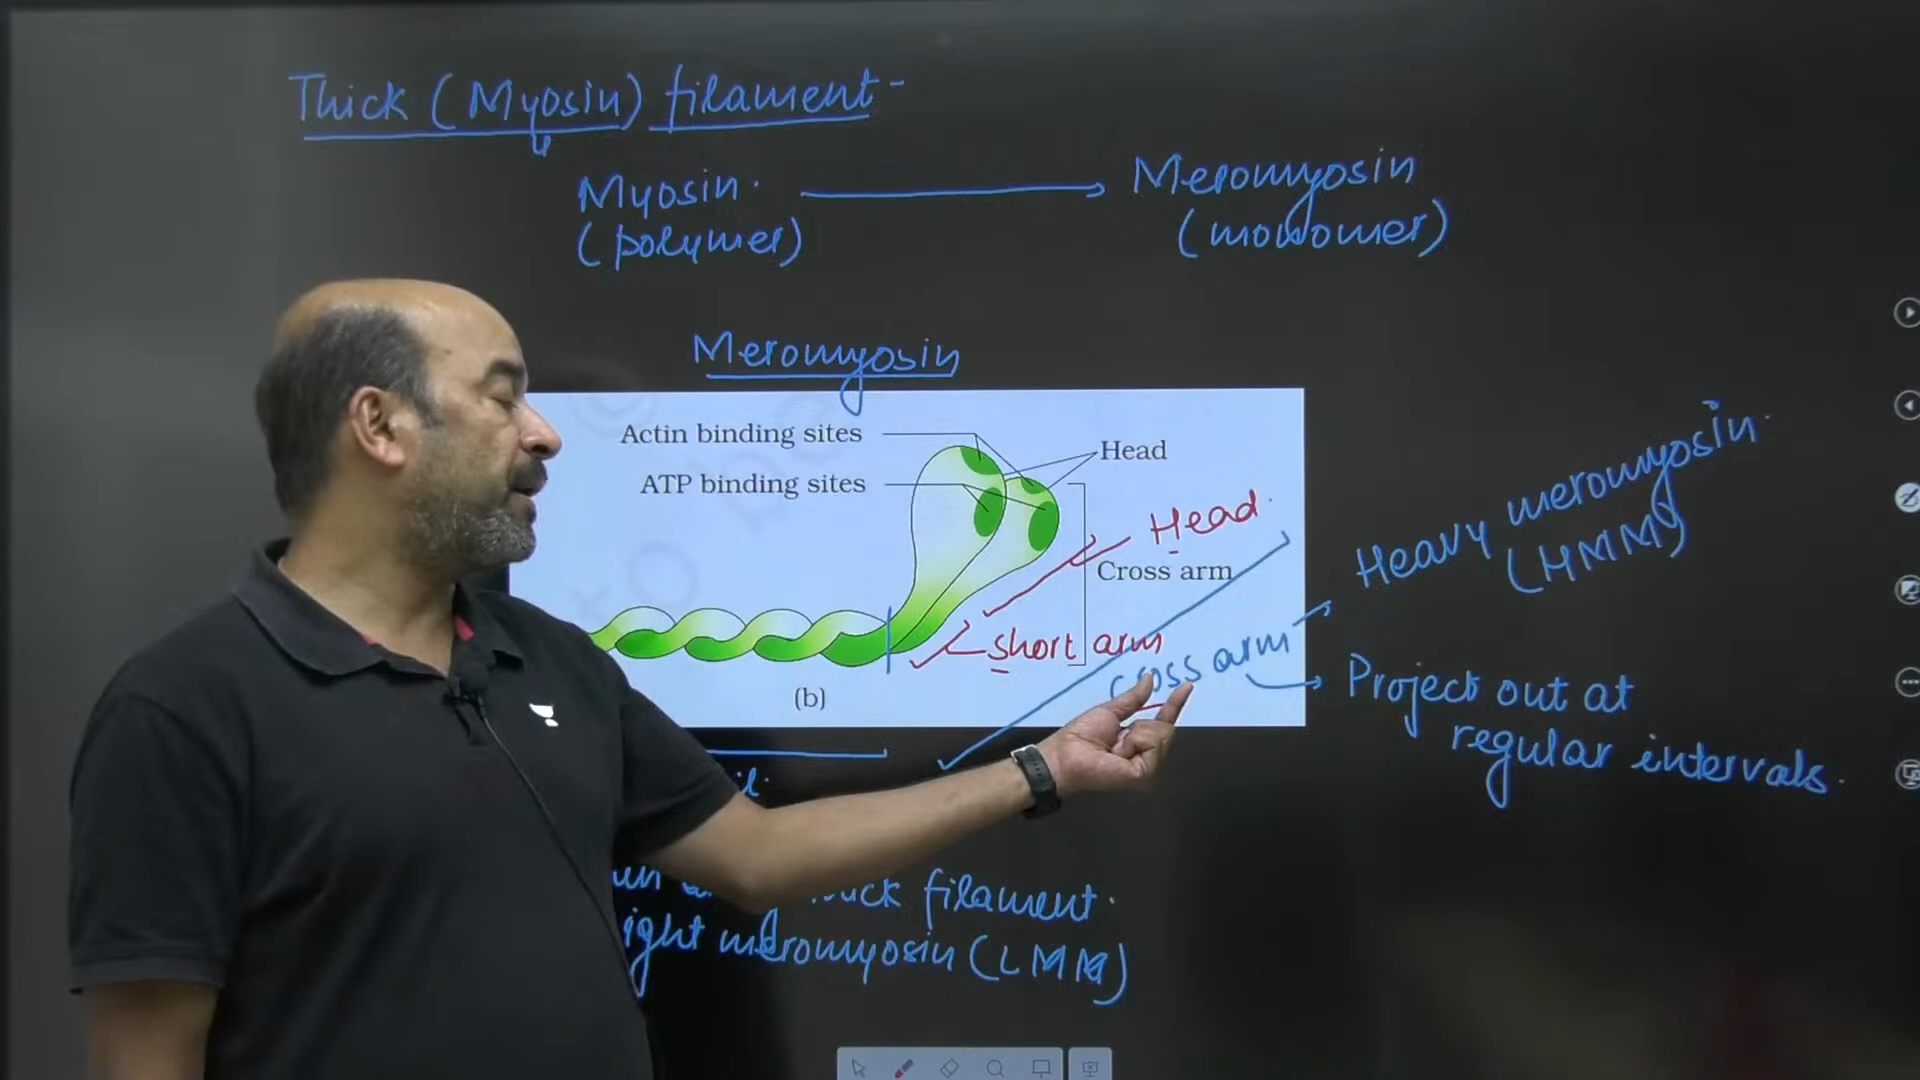 Thick (Myosin) filament-
Myosin. → Meromyosin
(polymer) (monomer)
Meromyosin
Actin binding sites
ATP binding sites
Head
Head.
Cross arm
short arm
arm
(b)
Heavy meromyosin.
(HMM)
Project out at
regular intervals.
filament.
meromyosin (LMM)